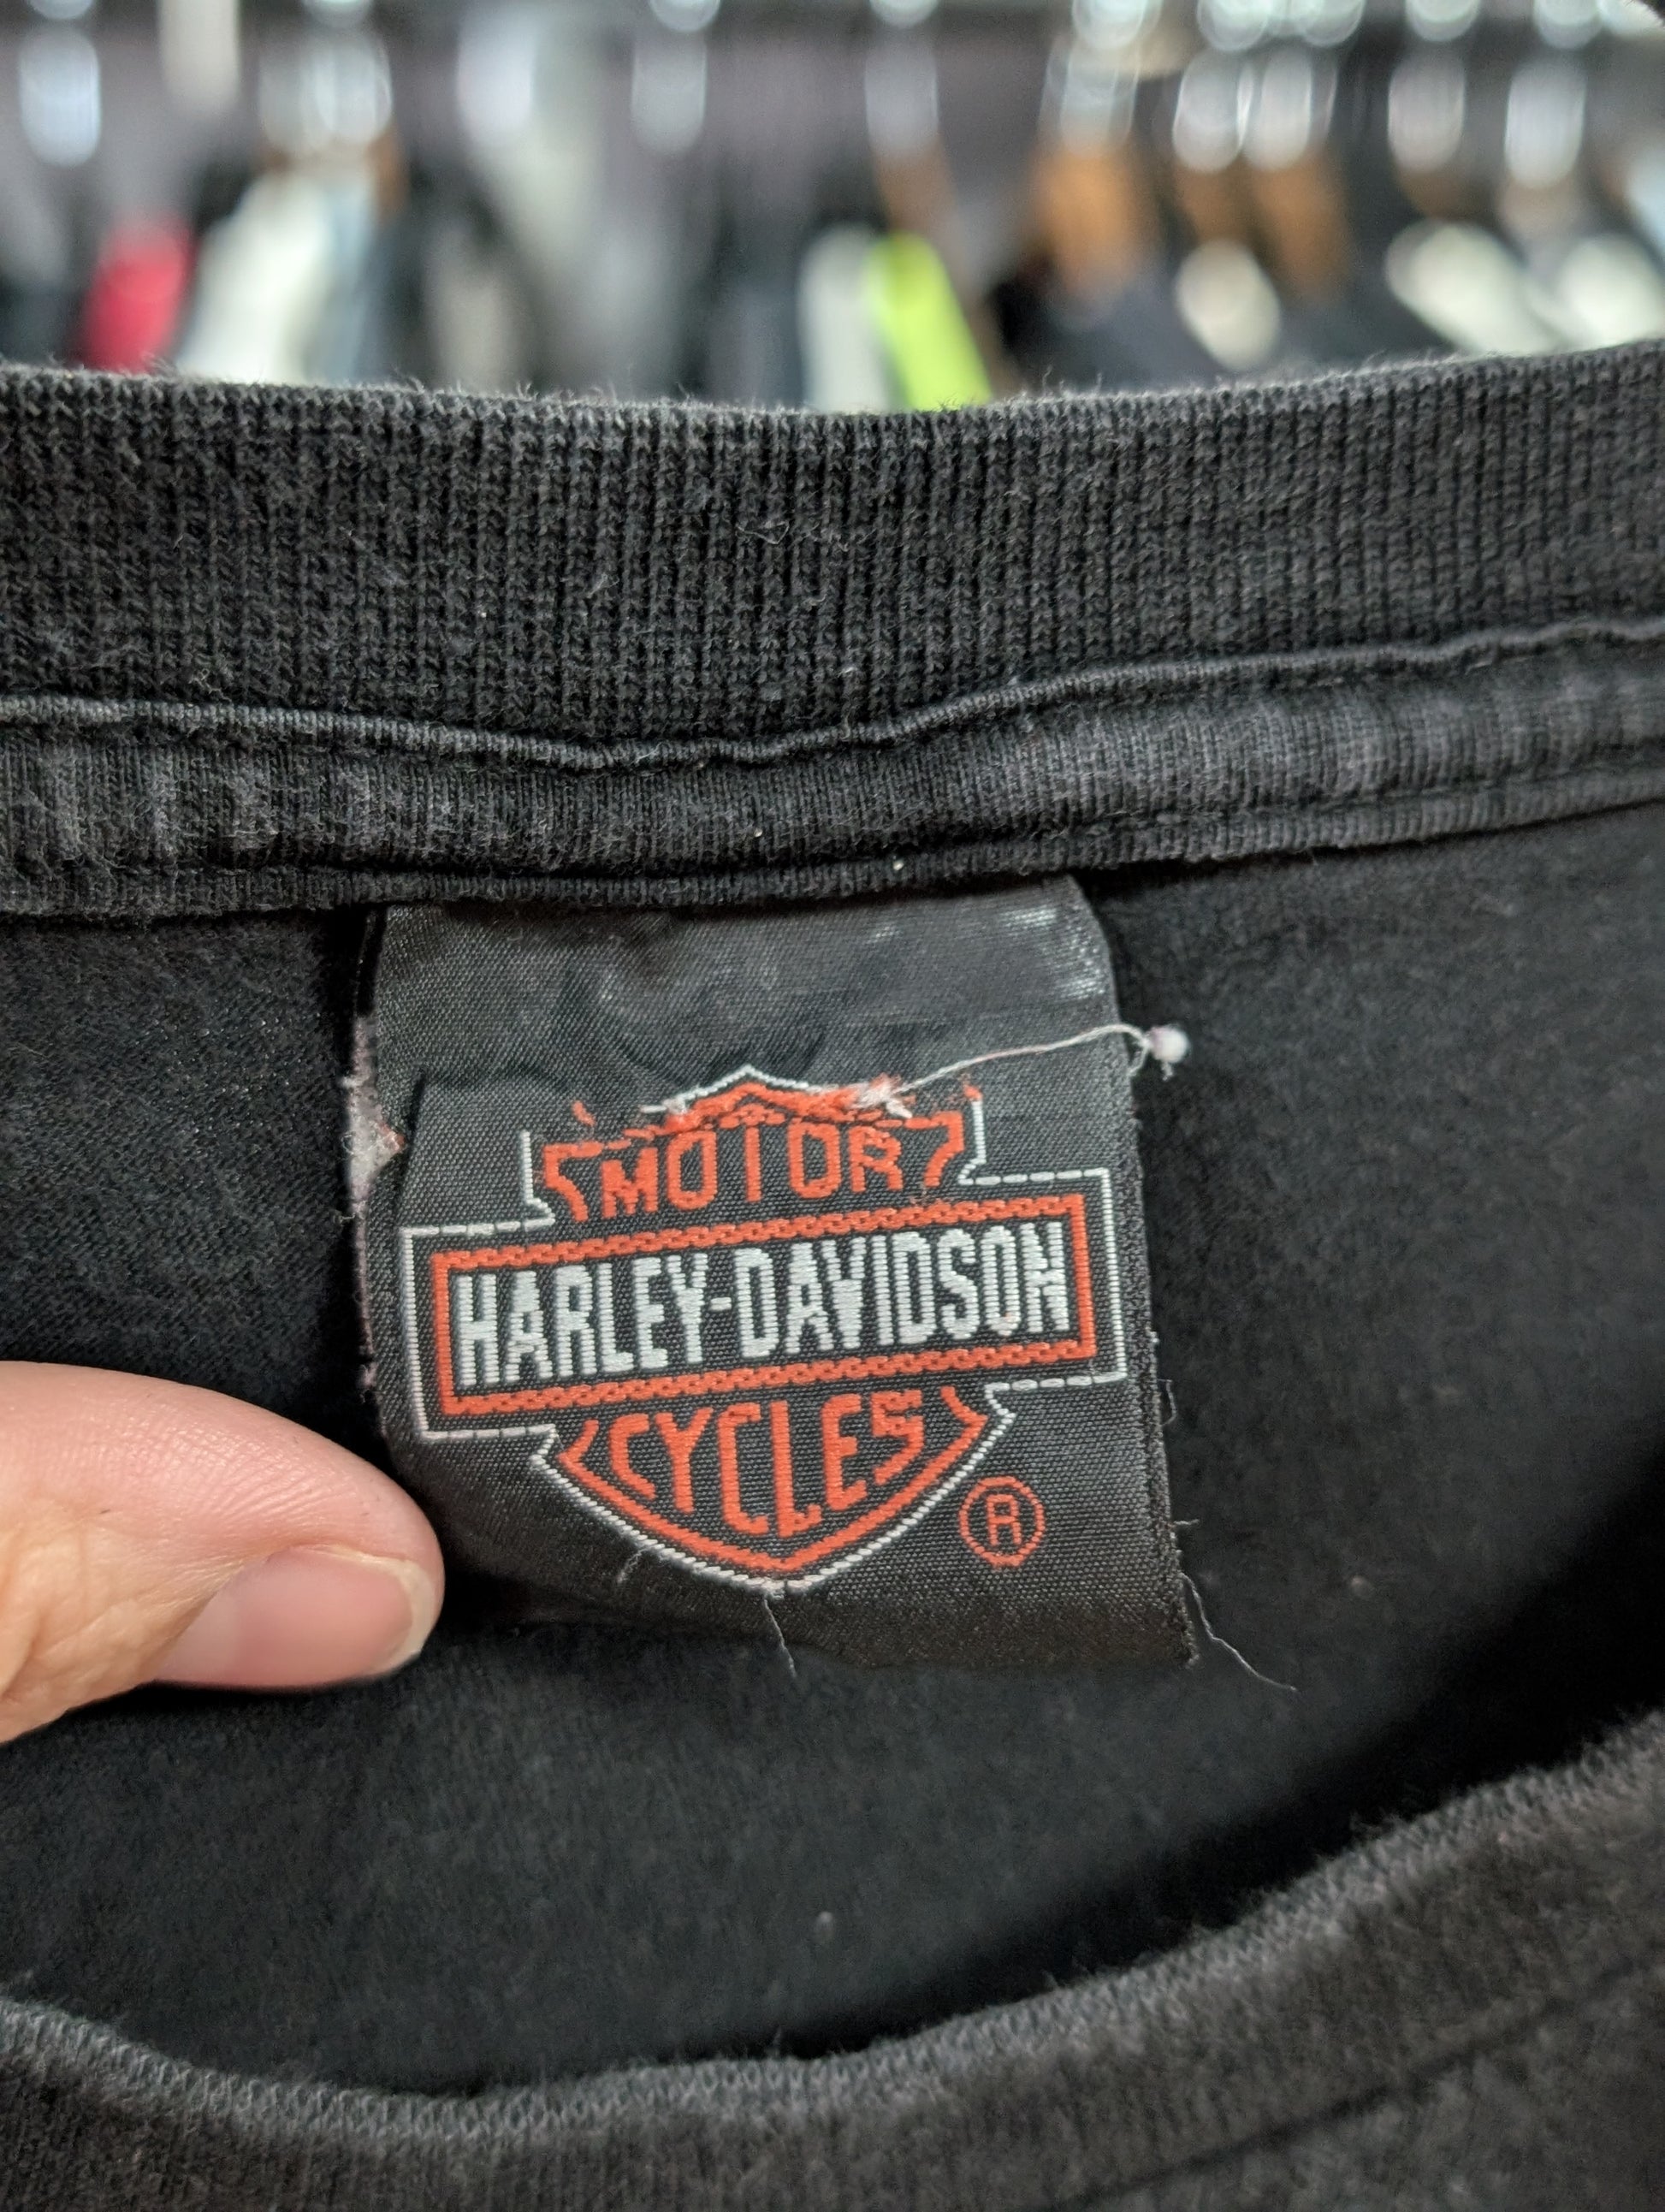 MOTOR
HARLEY-DAVIDSON
CYCLES
®